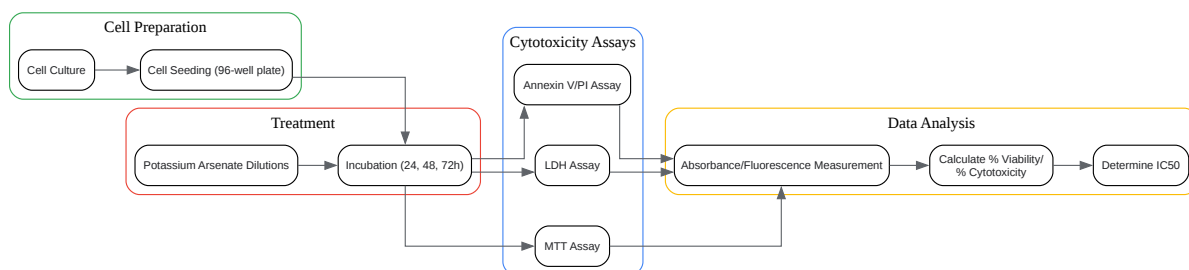 Cell Preparation
Cell Culture
Cell Seeding (96-well plate)
Treatment
Potassium Arsenate Dilutions
Incubation (24, 48, 72h)
Cytotoxicity Assays
Annexin V/PI Assay
LDH Assay
MTT Assay
Data Analysis
Absorbance/Fluorescence Measurement
Calculate % Viability/
% Cytotoxicity
Determine IC50